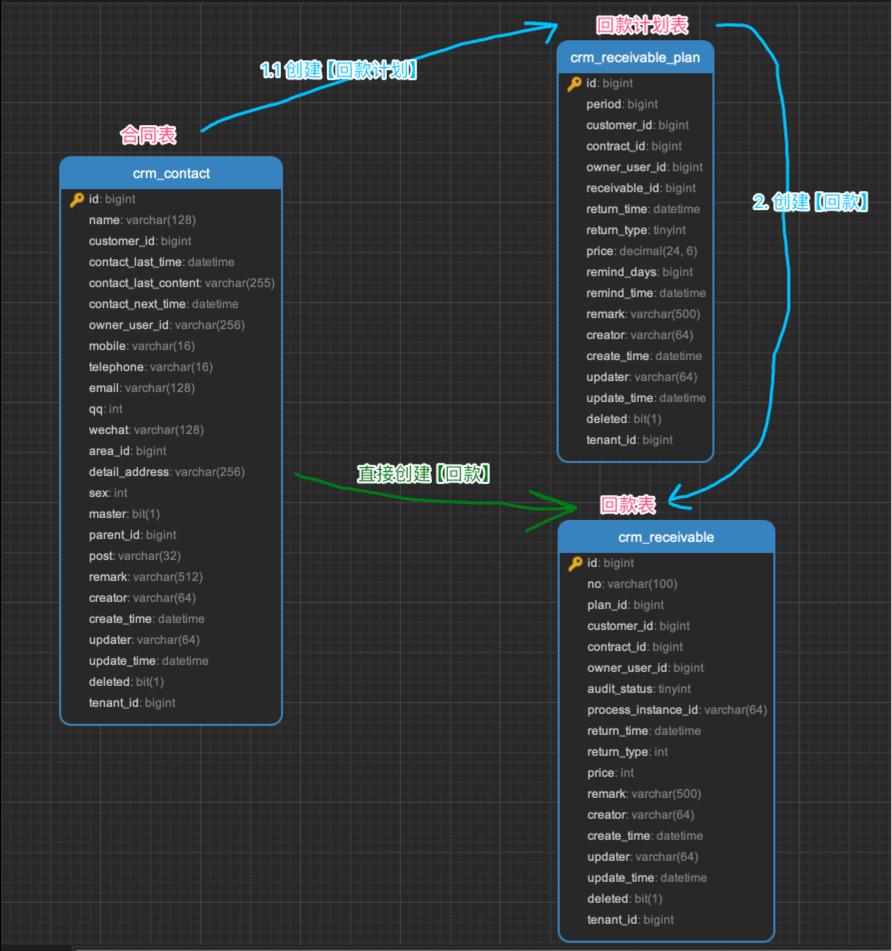 回款计划表
1.1 创建【回款计划】
crm_receivable_plan
id: bigint
period: bigint
customer_id: bigint
contract_id: bigint
owner_user_id: bigint
receivable_id: bigint
return_time: datetime
return_type: tinyint
price: decimal(24, 6)
remind_days: bigint
remind_time: datetime
remark: varchar(500)
creator: varchar(64)
create_time: datetime
updater: varchar(64)
update_time: datetime
deleted: bit(1)
tenant_id: bigint
2. 创建【回款】
合同表
crm_contact
id: bigint
name: varchar(128)
customer_id: bigint
contact_last_time: datetime
contact_last_content: varchar(255)
contact_next_time: datetime
owner_user_id: varchar(256)
mobile: varchar(16)
telephone: varchar(16)
email: varchar(128)
qq: int
wechat: varchar(128)
area_id: bigint
detail_address: varchar(256)
sex: int
master: bit(1)
parent_id: bigint
post: varchar(32)
remark: varchar(512)
creator: varchar(64)
create_time: datetime
updater: varchar(64)
update_time: datetime
deleted: bit(1)
tenant_id: bigint
直接创建【回款】
回款表
crm_receivable
id: bigint
no: varchar(100)
plan_id: bigint
customer_id: bigint
contract_id: bigint
owner_user_id: bigint
audit_status: tinyint
process_instance_id: varchar(64)
return_time: datetime
return_type: int
price: int
remark: varchar(500)
creator: varchar(64)
create_time: datetime
updater: varchar(64)
update_time: datetime
deleted: bit(1)
tenant_id: bigint